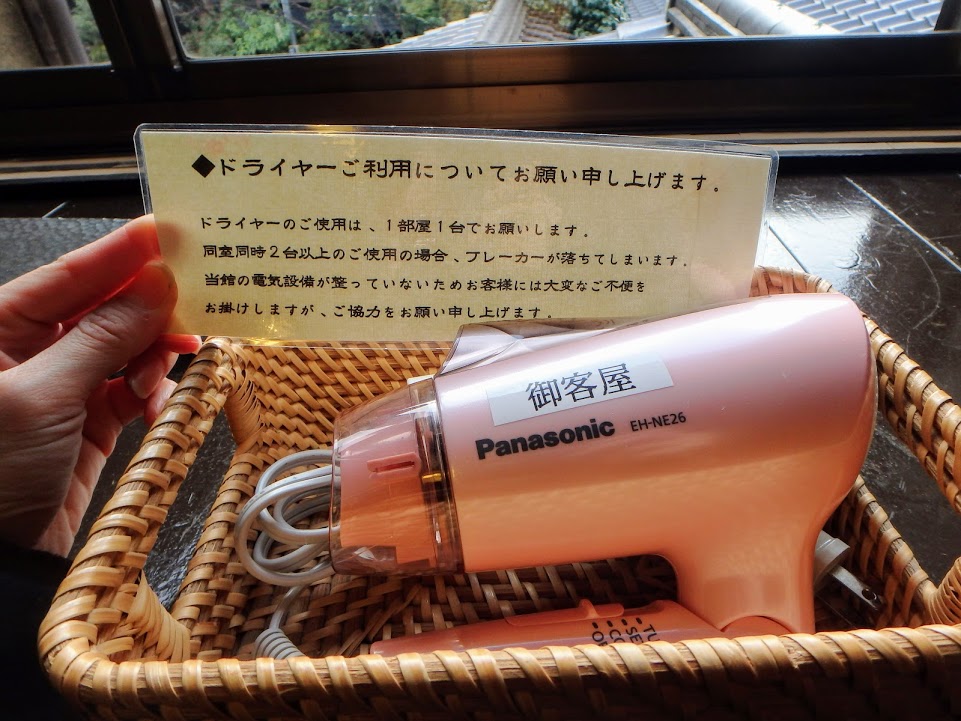 ◆ドライヤーご利用についてお願い申し上げます。
ドライヤーのご使用は、1部屋1台でお願いします。
同室同時2台以上のご使用の場合、ブレーカーが落ちてしまいます。
当館の電気設備が整っていないためお客様には大変なご不便を
お掛けしますが、ご協力をお願い申し上げます。
御客屋
Panasonic EH-NE26